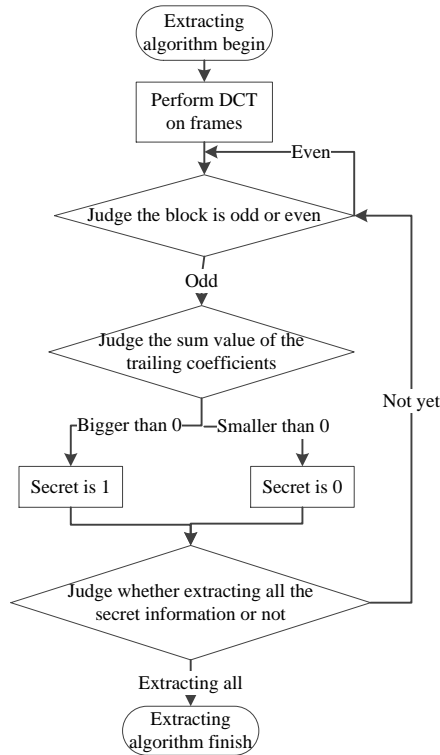 Extracting
algorithm begin
Perform DCT
on frames
Even
Judge the block is odd or even
Odd
Judge the sum value of the
trailing coefficients
Not yet
Bigger than 0
Smaller than 0
Secret is 1
Secret is 0
Judge whether extracting all the
secret information or not
Extracting all
Extracting
algorithm finish